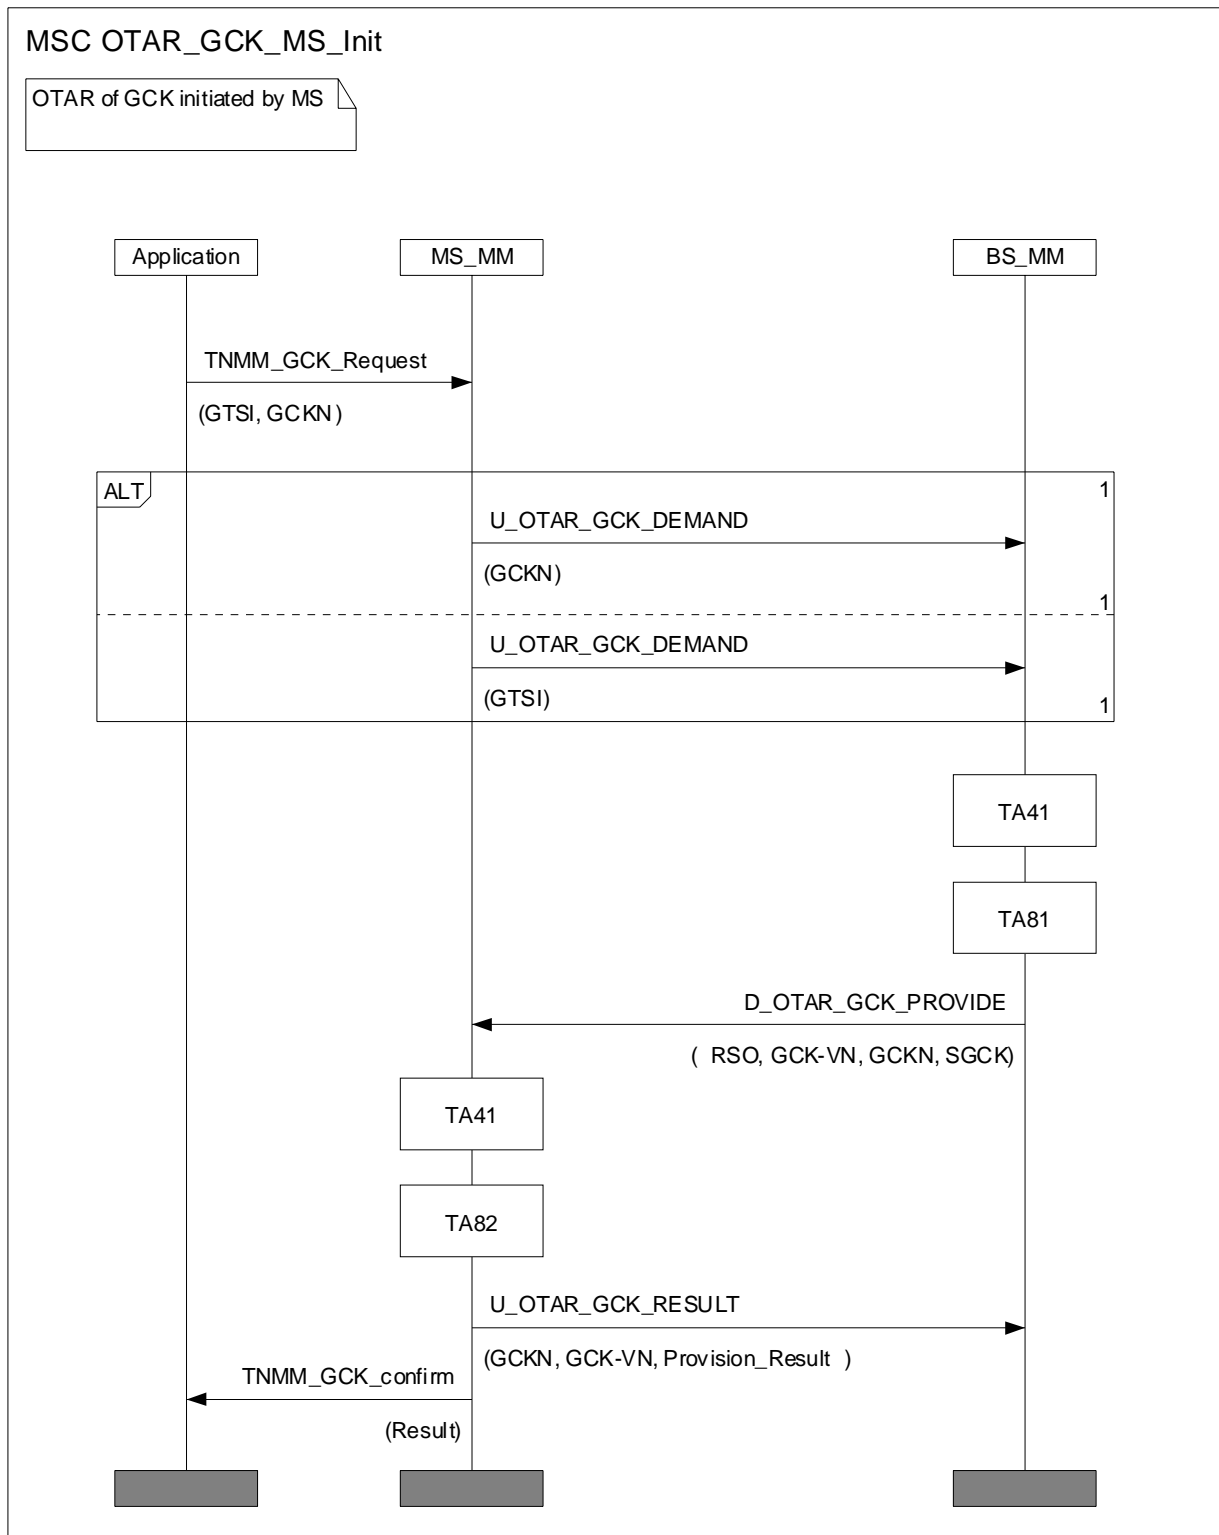 MSC OTAR_GCK_MS_Init
OTAR of GCK initiated by MS
Application
MS_MM
BS_MM
TNMM_GCK_Request
(GTSI, GCKN)
ALT
1
U_OTAR_GCK_DEMAND
(GCKN)
1
U_OTAR_GCK_DEMAND
(GTSI)
1
TA41
TA81
D_OTAR_GCK_PROVIDE
( RSO, GCK-VN, GCKN, SGCK)
TA41
TA82
U_OTAR_GCK_RESULT
(GCKN, GCK-VN, Provision_Result )
TNMM_GCK_confirm
(Result)